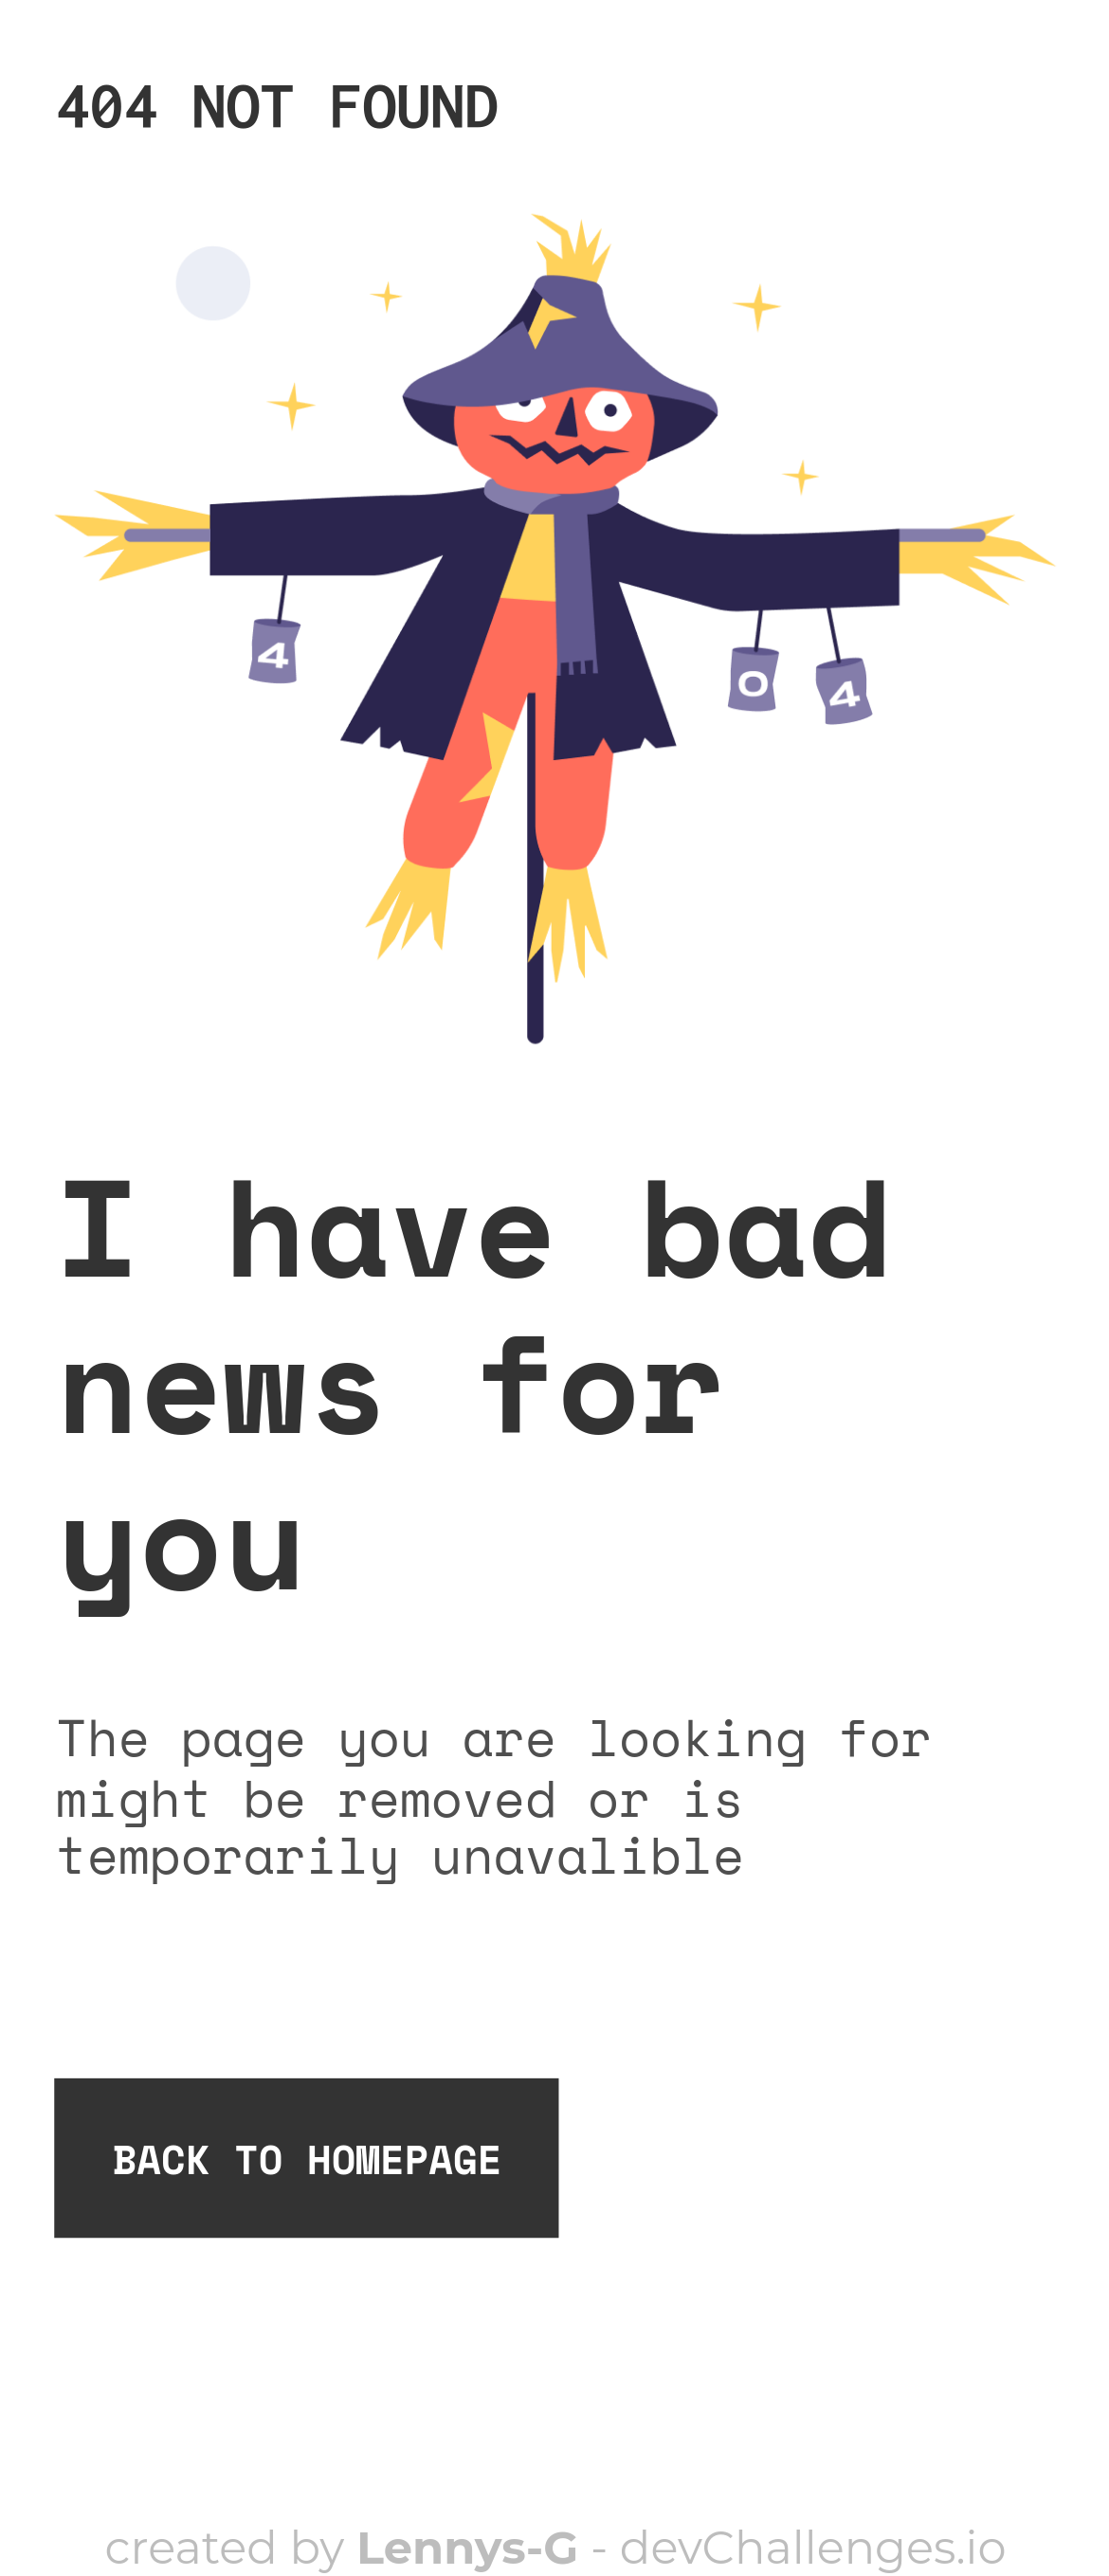 404 NOT FOUND
4
0
4
I have bad
news for
you
The page you are looking for
might be removed or is
temporarily unavalible
BACK TO HOMEPAGE
created by Lennys-G - devChallenges.io